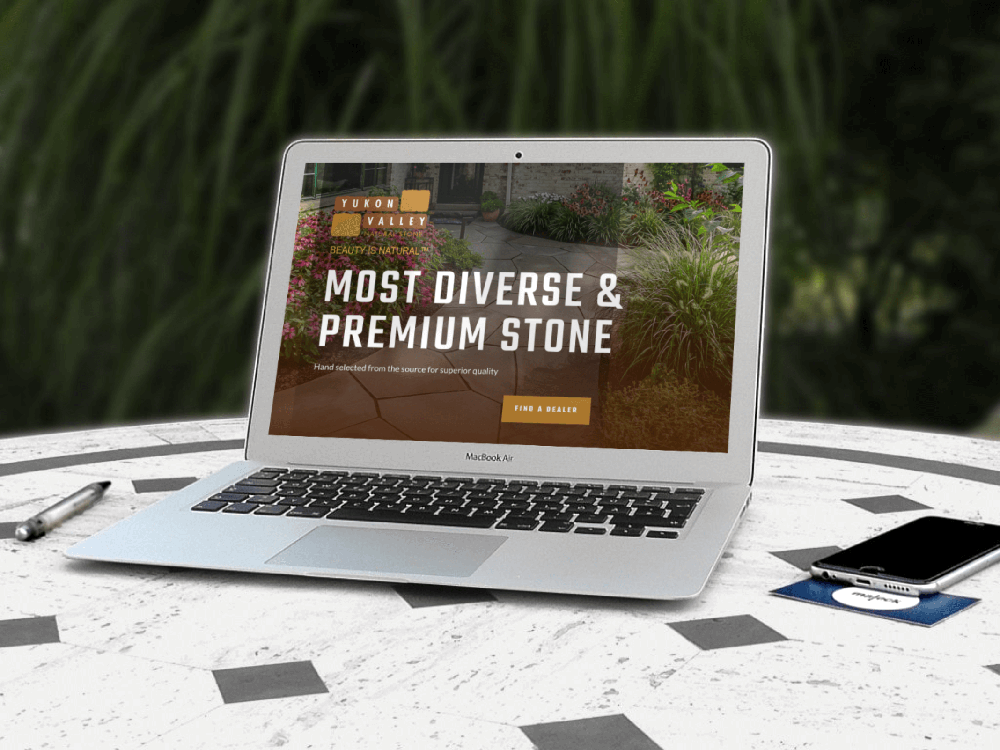 YUKON
VALLEY
NATURAL STONE
BEAUTY IS NATURAL™
MOST DIVERSE &
PREMIUM STONE
Hand selected from the source for superior quality
FIND A DEALER
MacBook Air